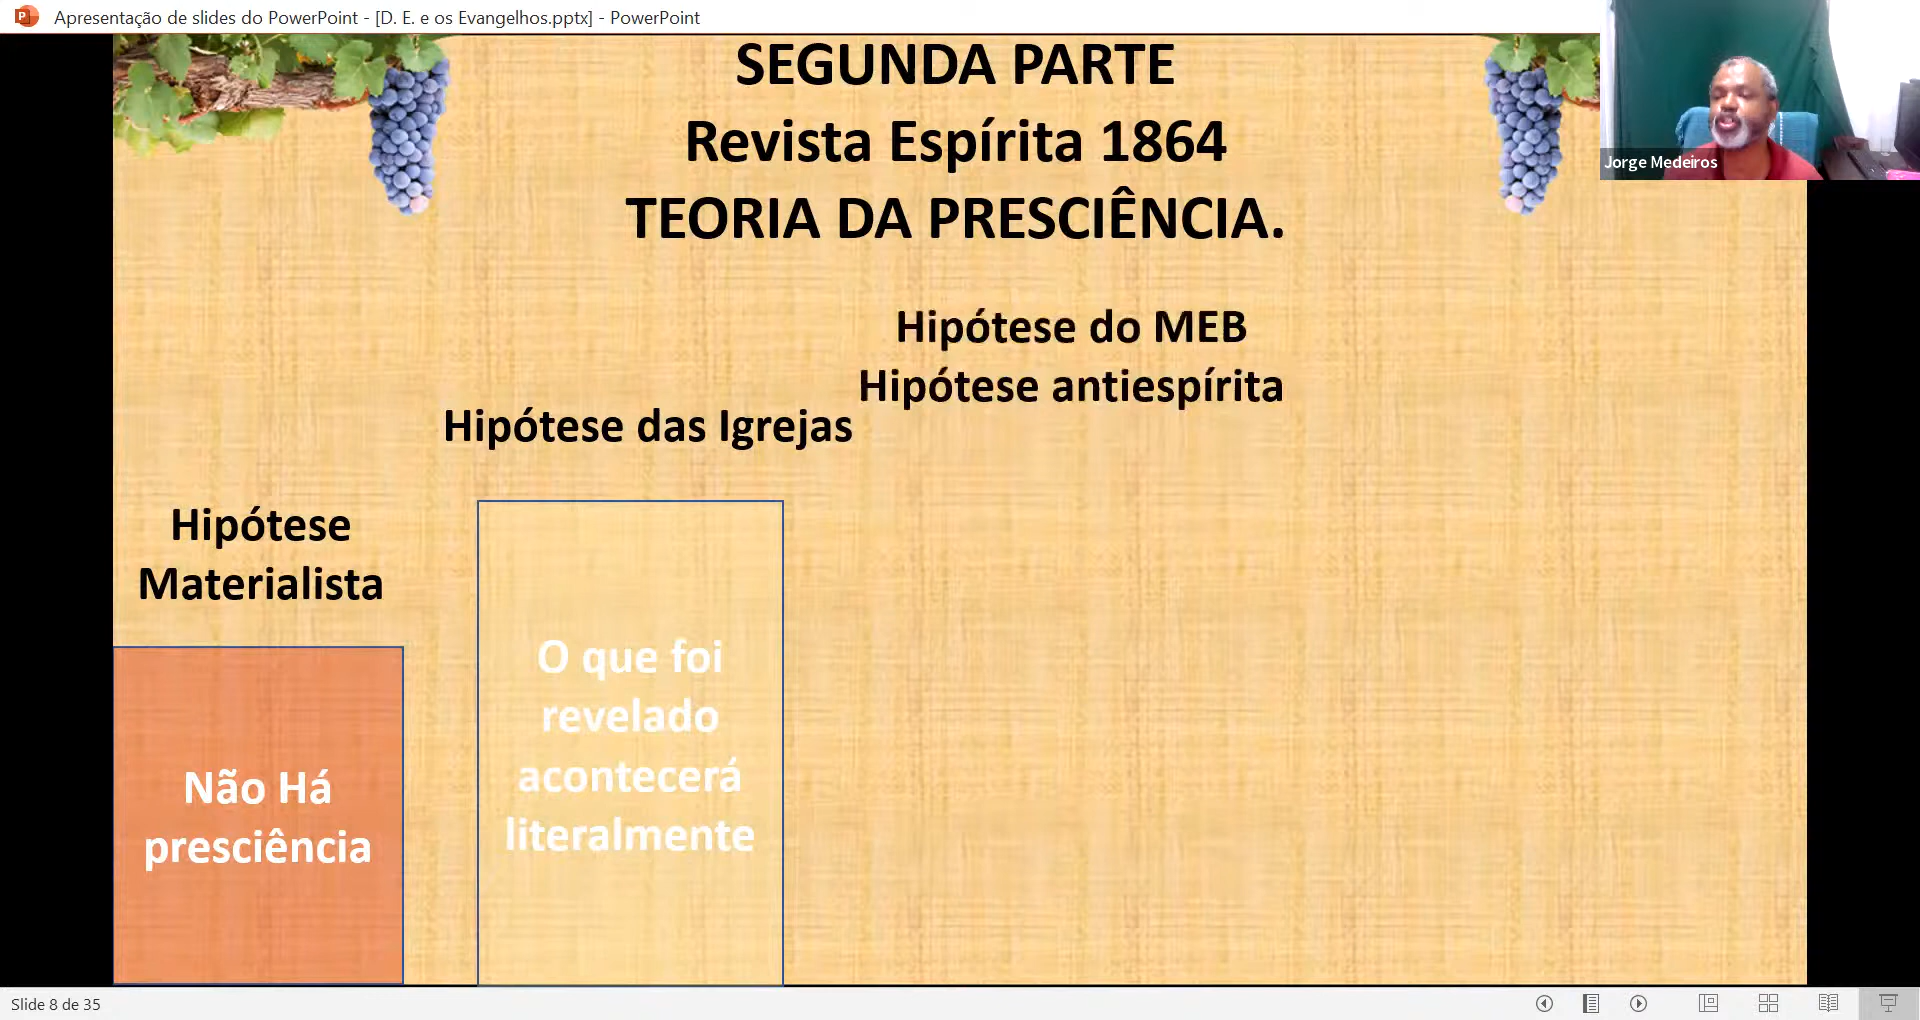 Apresentação de slides do PowerPoint - [D. E. e os Evangelhos.pptx] - PowerPoint
SEGUNDA PARTE
Revista Espírita 1864
TEORIA DA PRESCIÊNCIA.
Jorge Medeiros
Hipótese do MEB
Hipótese antiespírita
Hipótese das Igrejas
Hipótese
Materialista
O que foi
revelado
acontecerá
literalmente
Não Há
presciência
Slide 8 de 35